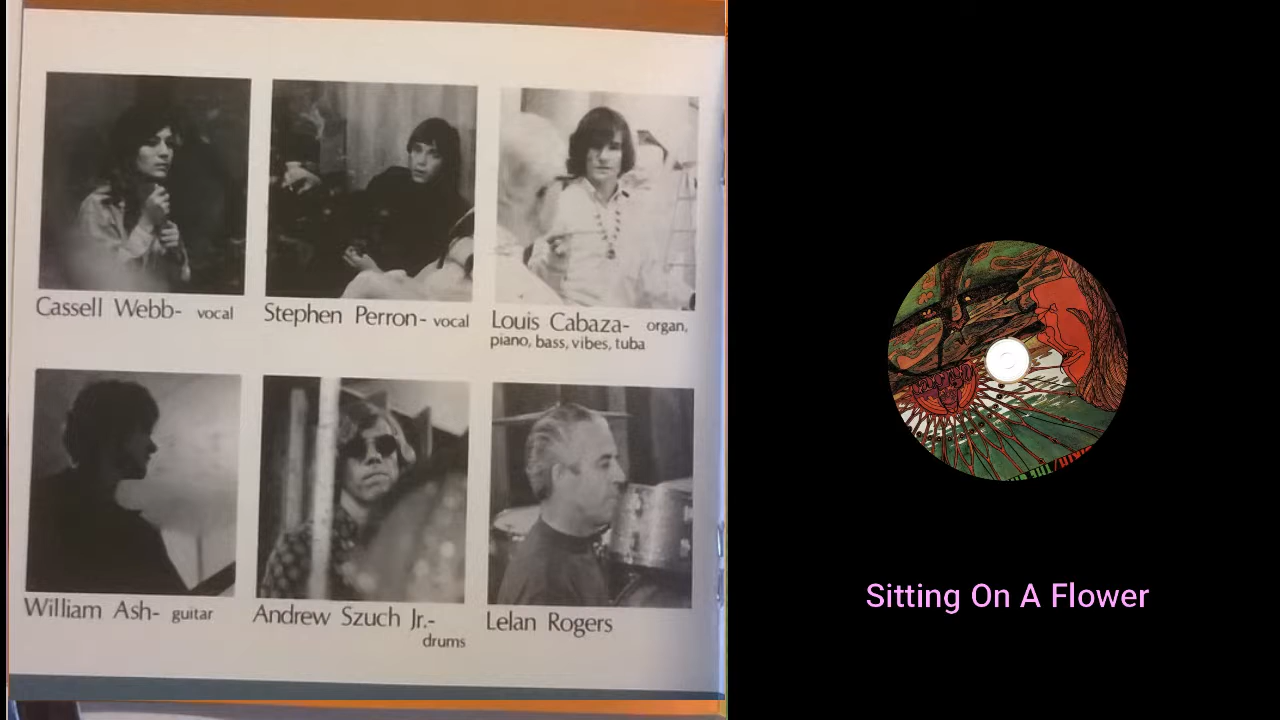 Cassell Webb- vocal
Stephen Perron- vocal
Louis Cabaza- organ,
piano, bass, vibes, tuba
William Ash- guitar
Andrew Szuch Jr.-
drums
Lelan Rogers
Sitting On A Flower